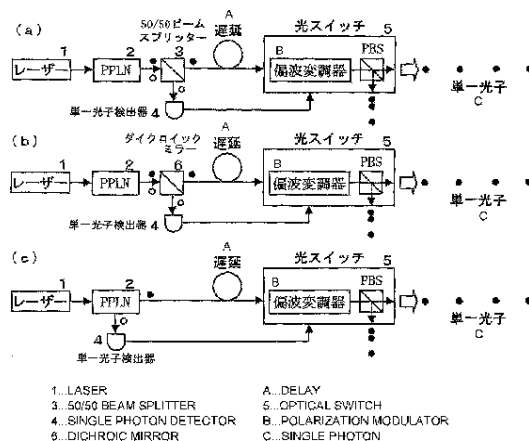 (a)
50/50ビーム
スプリッター
A
遅延
光スイッチ
5
1
2
3
B
PBS
レーザー
PPLN
偏波変調器
単一光子検出器 4
単一光子
C
(b)
ダイクロイック
ミラー
A
遅延
光スイッチ
5
1
2
6
B
PBS
レーザー
PPLN
偏波変調器
単一光子検出器 4
単一光子
C
(c)
A
遅延
光スイッチ
5
1
2
B
PBS
レーザー
PPLN
偏波変調器
4
単一光子検出器
単一光子
C
1...LASER
3...50/50 BEAM SPLITTER
4...SINGLE PHOTON DETECTOR
6...DICHROIC MIRROR
A...DELAY
5...OPTICAL SWITCH
B...POLARIZATION MODULATOR
C...SINGLE PHOTON